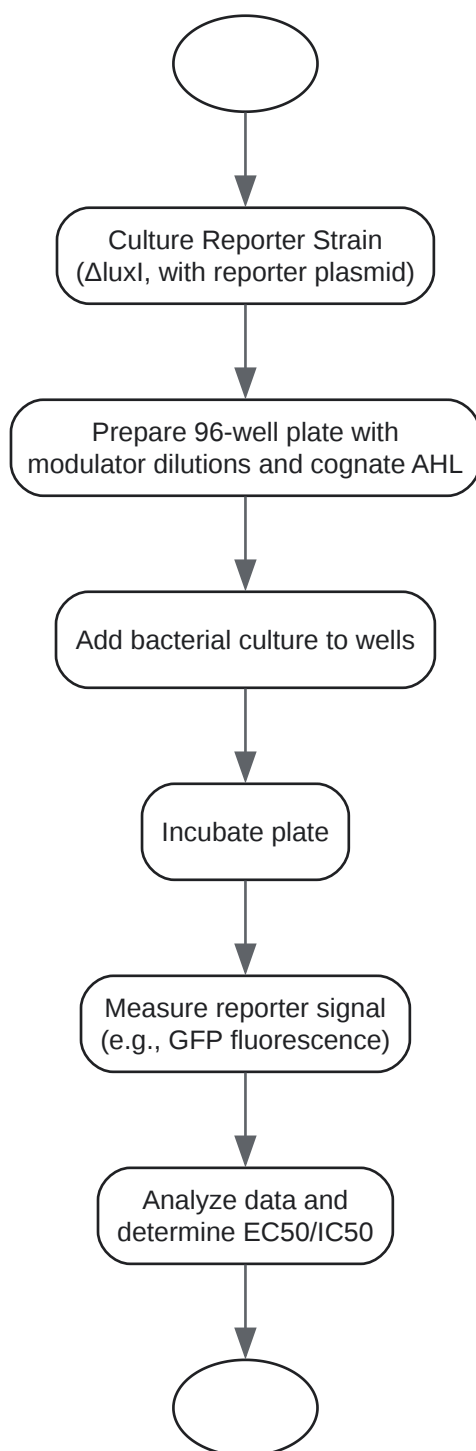 Culture Reporter Strain
(ΔluxI, with reporter plasmid)
Prepare 96-well plate with
modulator dilutions and cognate AHL
Add bacterial culture to wells
Incubate plate
Measure reporter signal
(e.g., GFP fluorescence)
Analyze data and
determine EC50/IC50